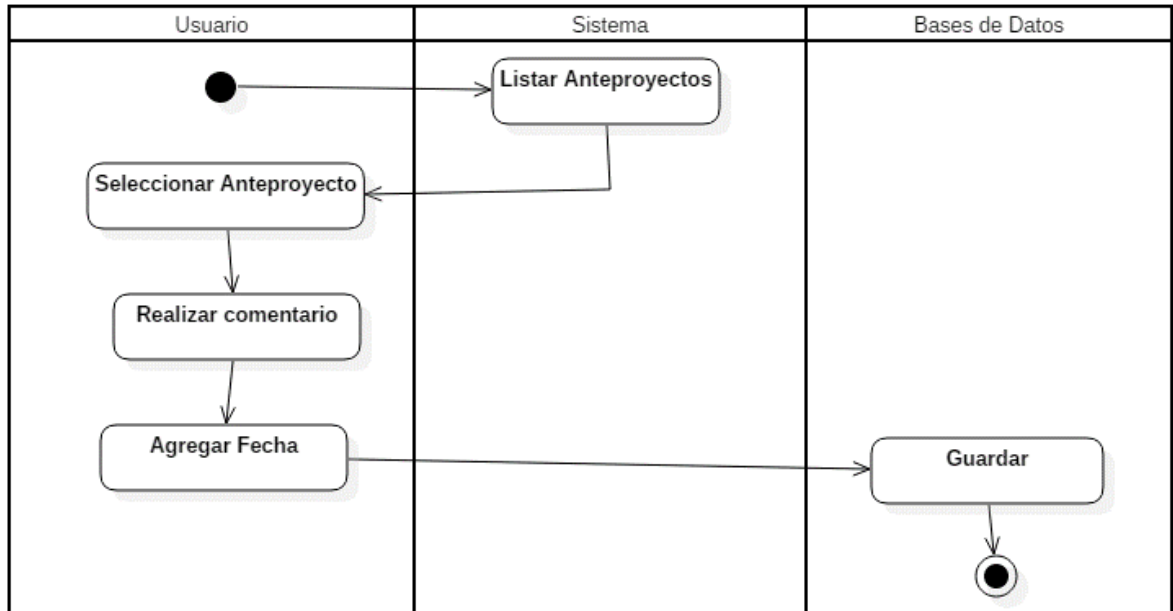 Usuario
Sistema
Bases de Datos
Listar Anteproyectos
Seleccionar Anteproyecto
Realizar comentario
Agregar Fecha
Guardar